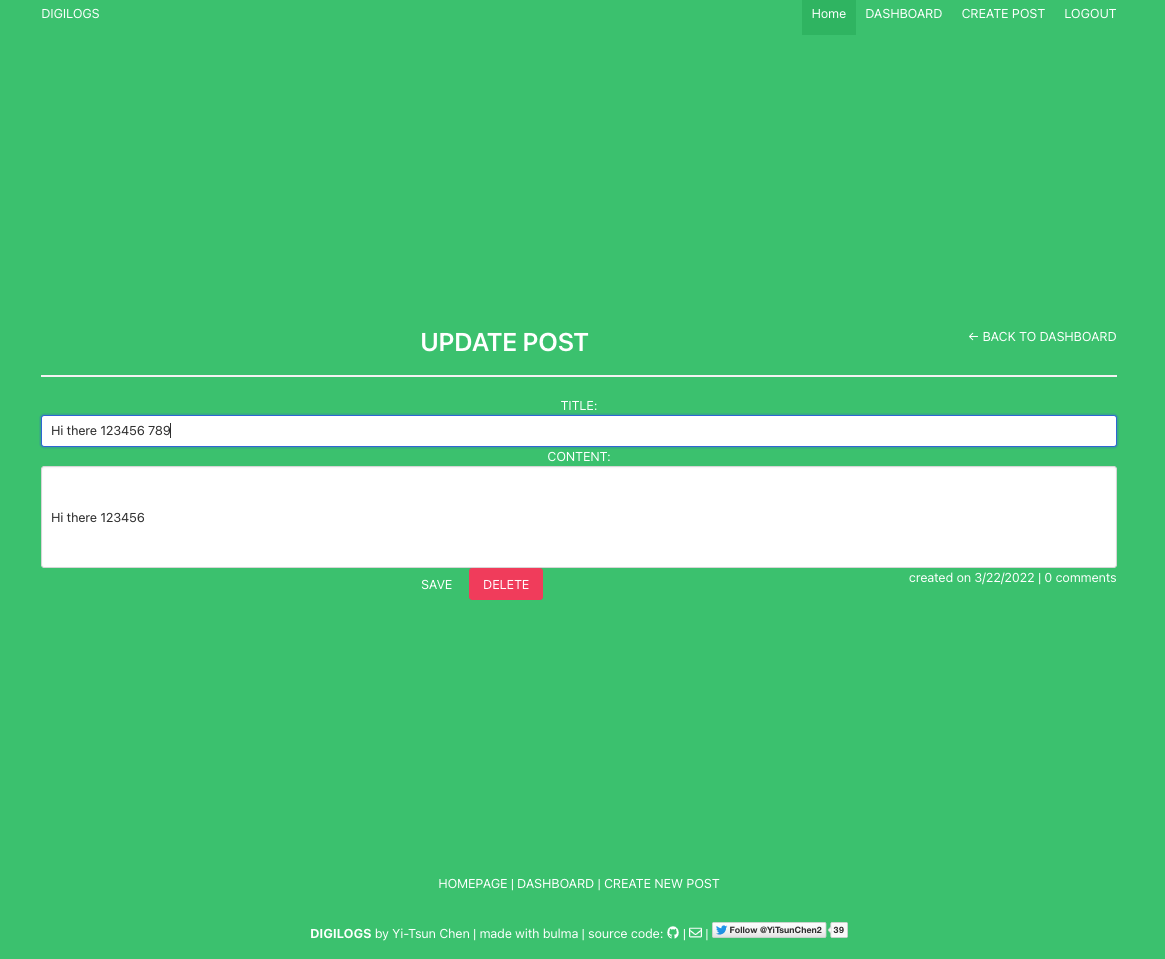 DIGILOGS Home DASHBOARD CREATE POST LOGOUT
UPDATE POST ← BACK TO DASHBOARD
TITLE:
Hi there 123456 789
CONTENT:
Hi there 123456
SAVE DELETE created on 3/22/2022 | 0 comments
HOMEPAGE | DASHBOARD | CREATE NEW POST
DIGILOGS by Yi-Tsun Chen | made with bulma | source code: | | Follow @YiTsunChen2 39